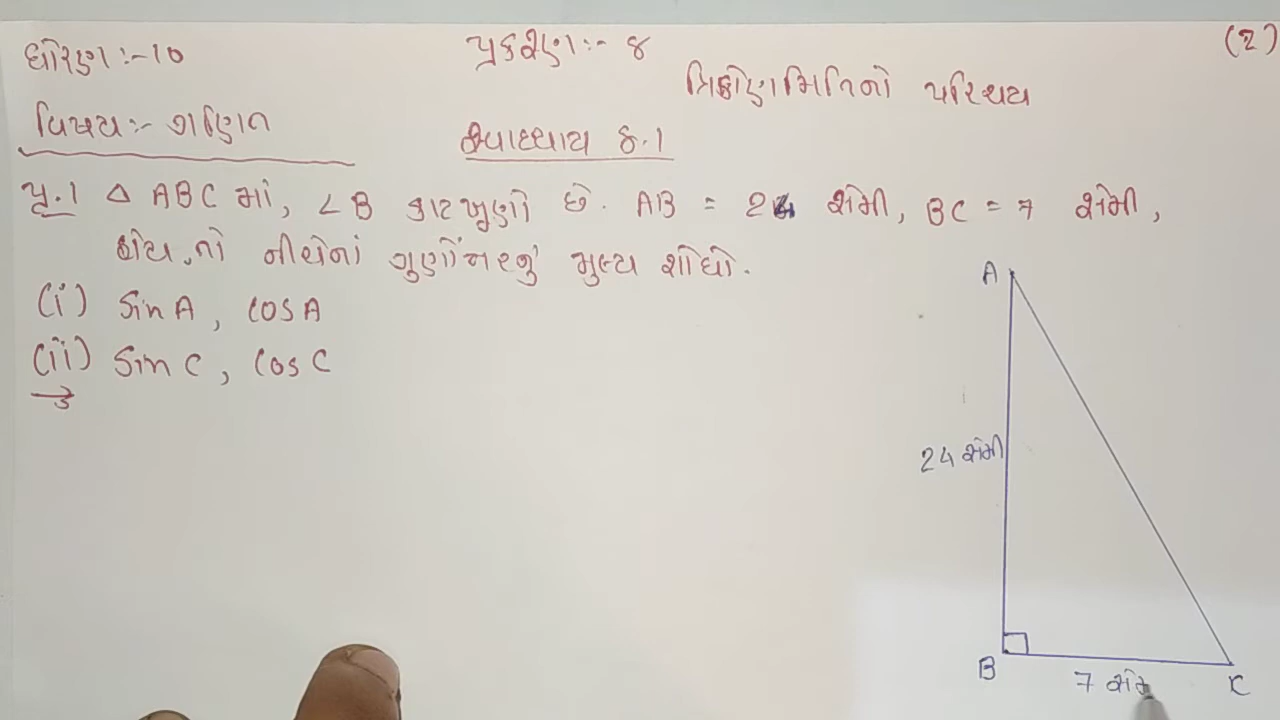 ધોરણ :- 10
પ્રકરણ :- 8
(2)
ત્રિકોણમિતિનો પરિચય
વિષય :- ગણિત
સ્વાધ્યાય 8.1
પ્ર.1 △ ABC માં, ∠B કાટખૂણો છે. AB = 24 સેમી, BC = 7 સેમી,
હોય, તો નીચેનાં ગુણોત્તરનું મુલ્ય શોધો.
(i) sin A, cos A
(ii) sin C, cos C
→
A
24 સેમી
B
7 સેમ
C